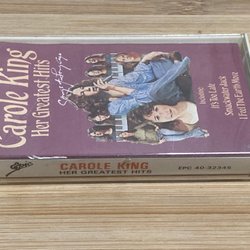 Carole King
Her Greatest Hits
Songs of Long Ago
Includes:
It's Too Late
Smackwater Jack
I Feel The Earth Move
CAROLE KING
HER GREATEST HITS
EPC 40-32345